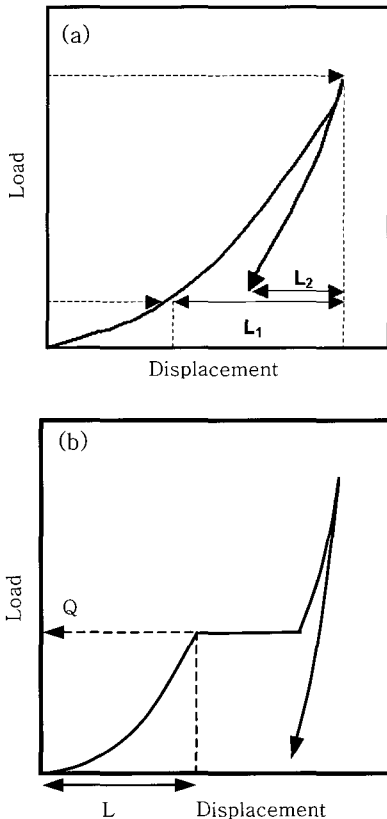 (a)
Load
L₂
L₁
Displacement
(b)
Load
Q
L
Displacement